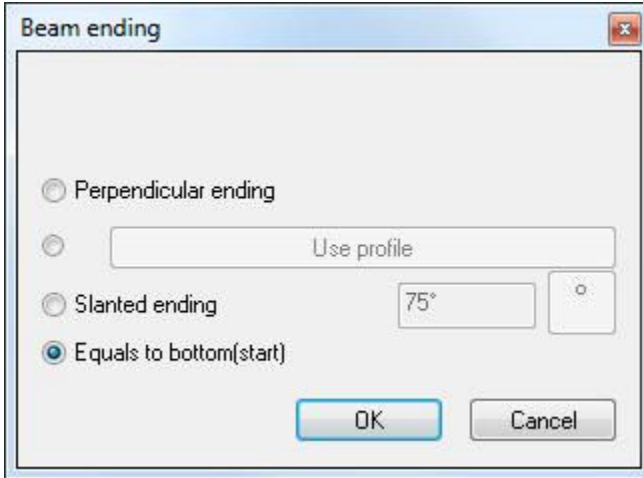 Beam ending
Perpendicular ending
Use profile
Slanted ending 75° °
Equals to bottom(start)
OK Cancel